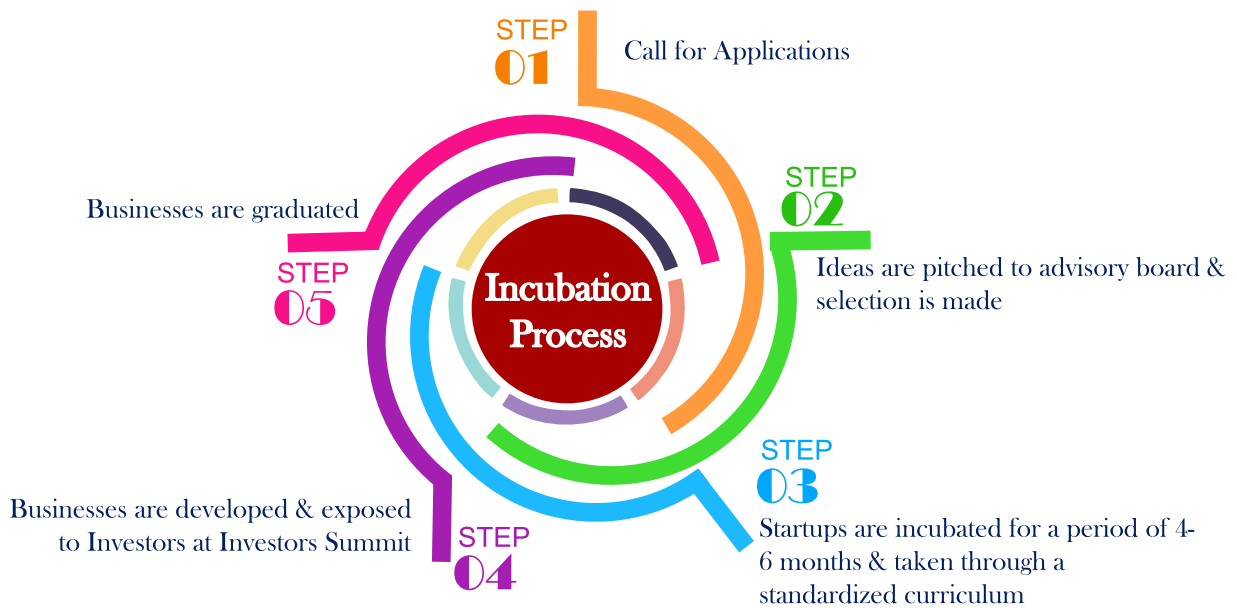 STEP
01
Call for Applications
STEP
02
Ideas are pitched to advisory board &
selection is made
STEP
03
Startups are incubated for a period of 4-
6 months & taken through a
standardized curriculum
STEP
04
Businesses are developed & exposed
to Investors at Investors Summit
STEP
05
Businesses are graduated
Incubation
Process